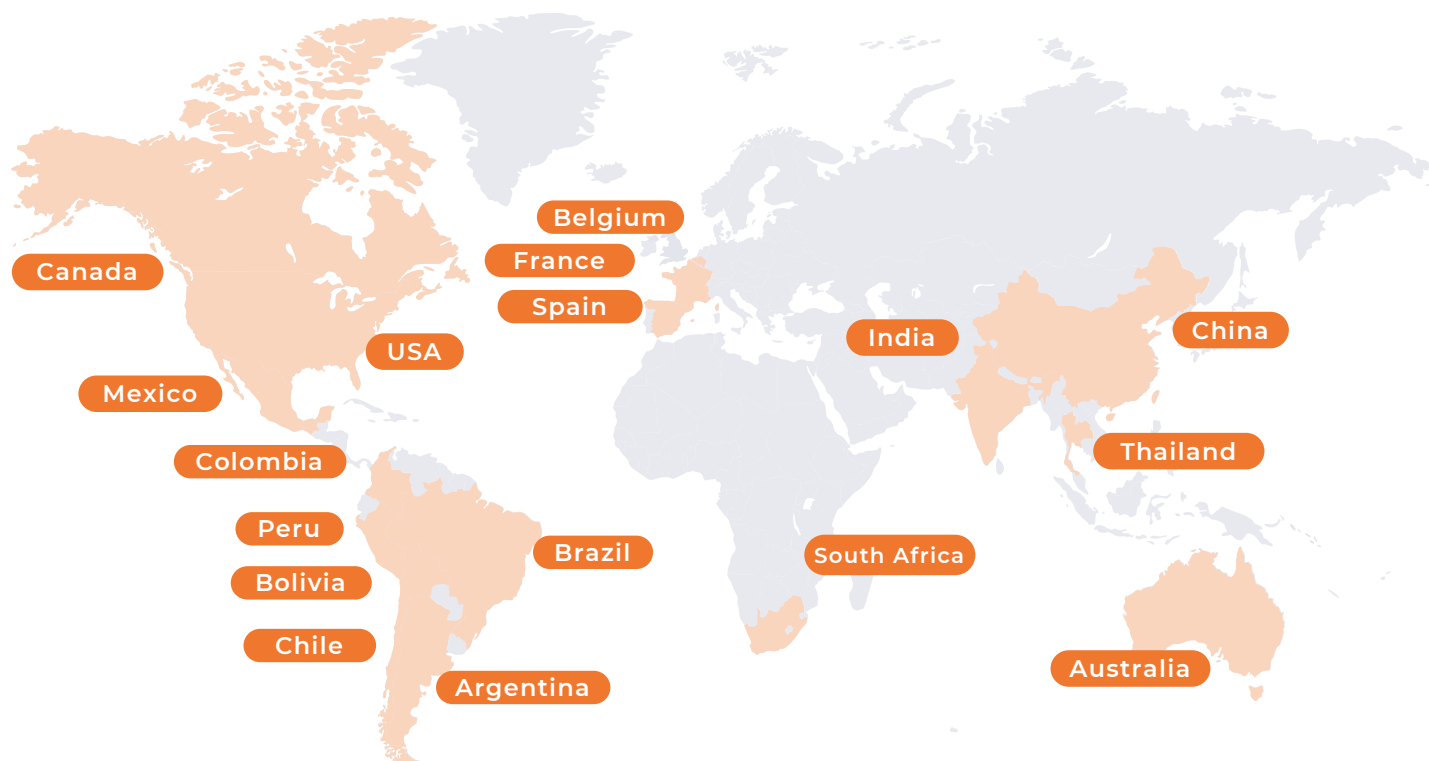 Belgium
France
Canada
Spain
China
India
USA
Mexico
Thailand
Colombia
Peru
Brazil
South Africa
Bolivia
Chile
Australia
Argentina